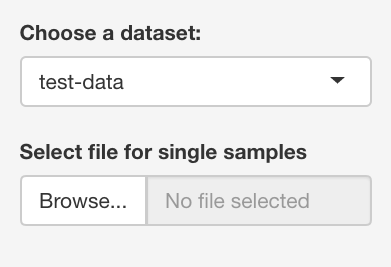 Choose a dataset:
test-data
Select file for single samples
Browse... No file selected